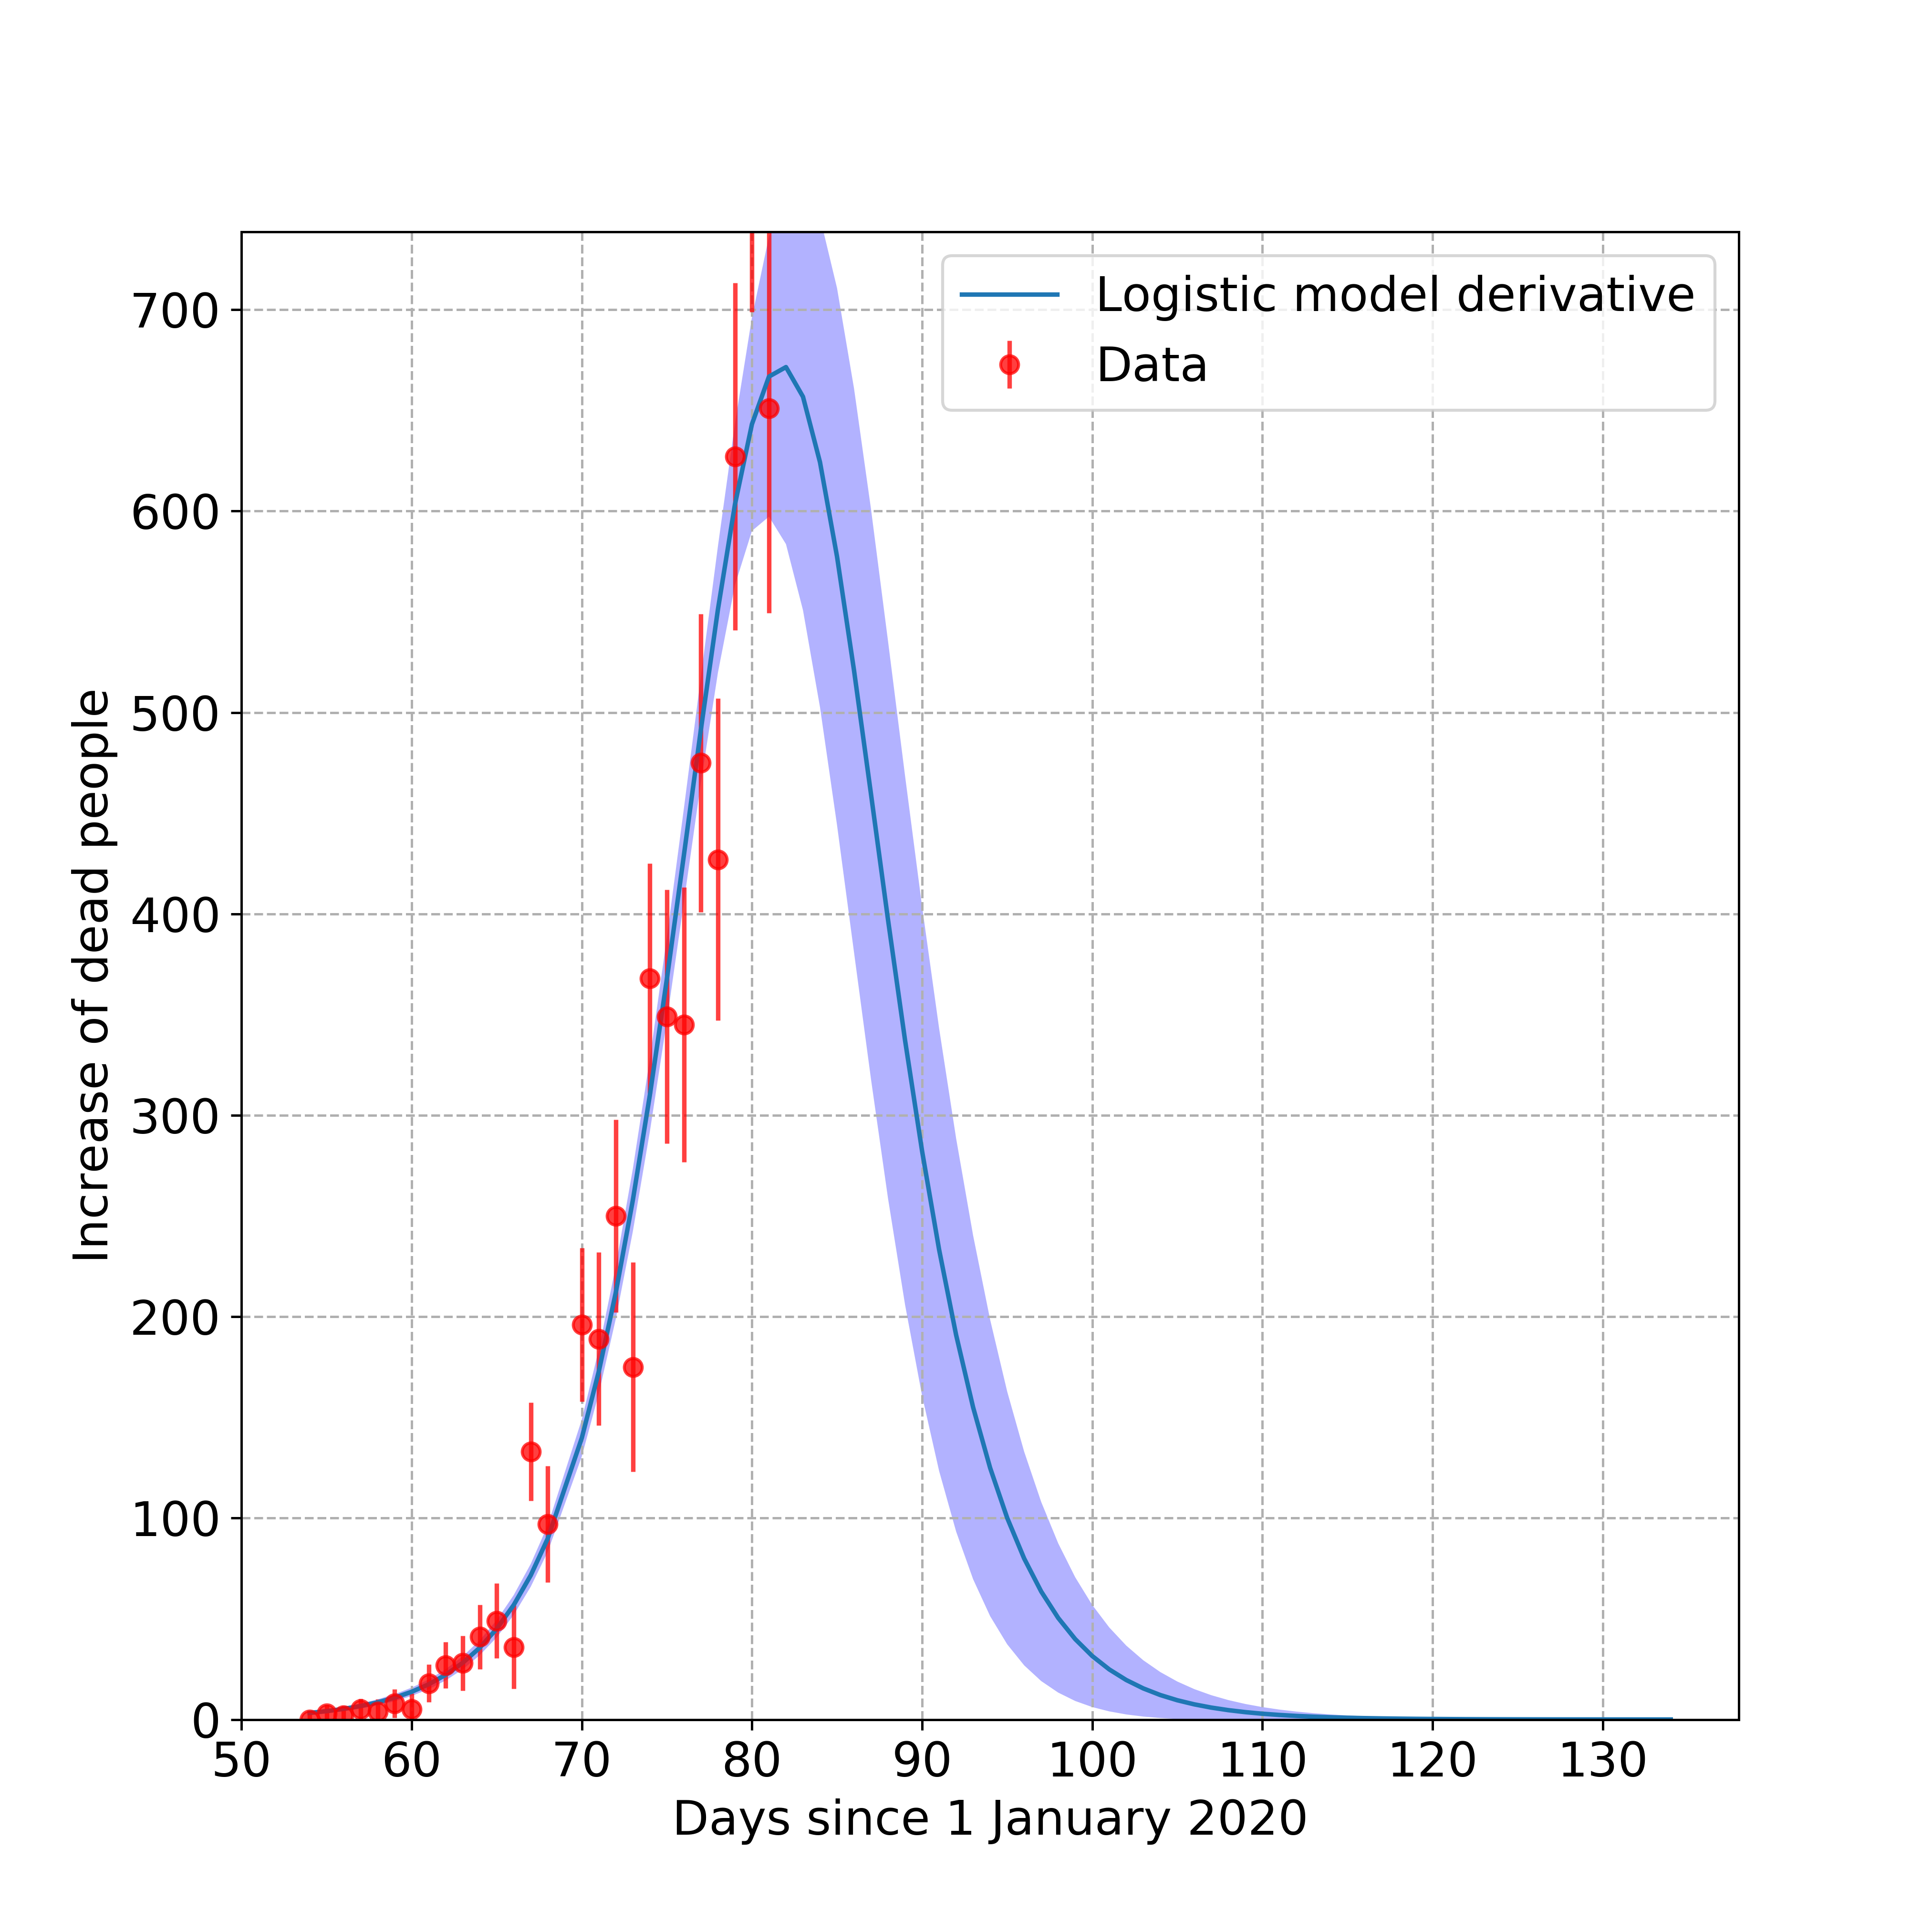 Logistic model derivative
Data
700
600
500
400
300
200
100
0
Increase of dead people
50 60 70 80 90 100 110 120 130
Days since 1 January 2020